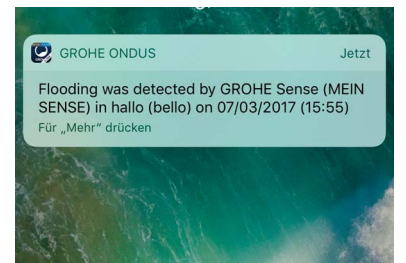 GROHE ONDUS
Jetzt
Flooding was detected by GROHE Sense (MEIN
SENSE) in hallo (bello) on 07/03/2017 (15:55)
Für „Mehr“ drücken